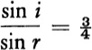 sin i / sin r = 3/4